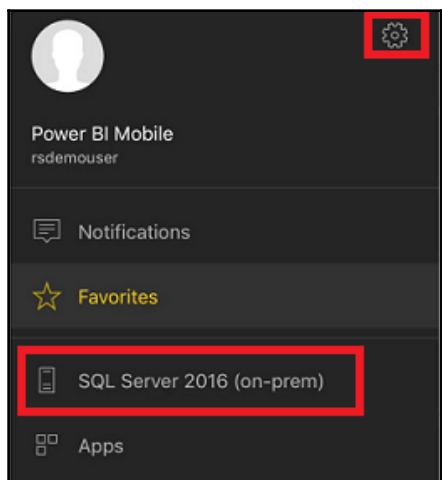 Power BI Mobile
rsdemouser
Notifications
Favorites
SQL Server 2016 (on-prem)
Apps